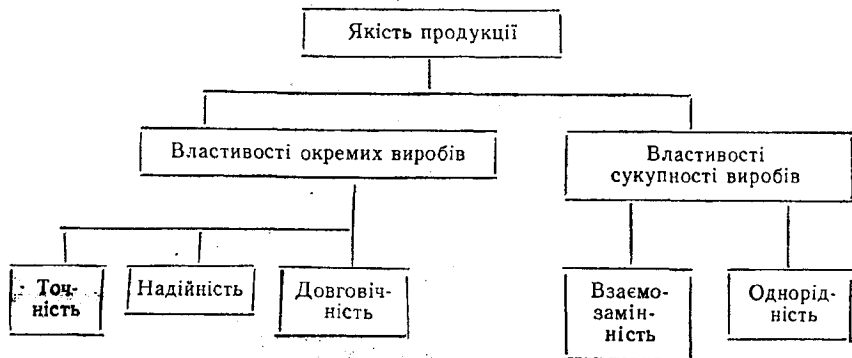 Якість продукції
Властивості окремих виробів
Властивості
сукупності виробів
Точ-
ність
Надійність
Довговіч-
ність
Взаємо-
замін-
ність
Однорід-
ність